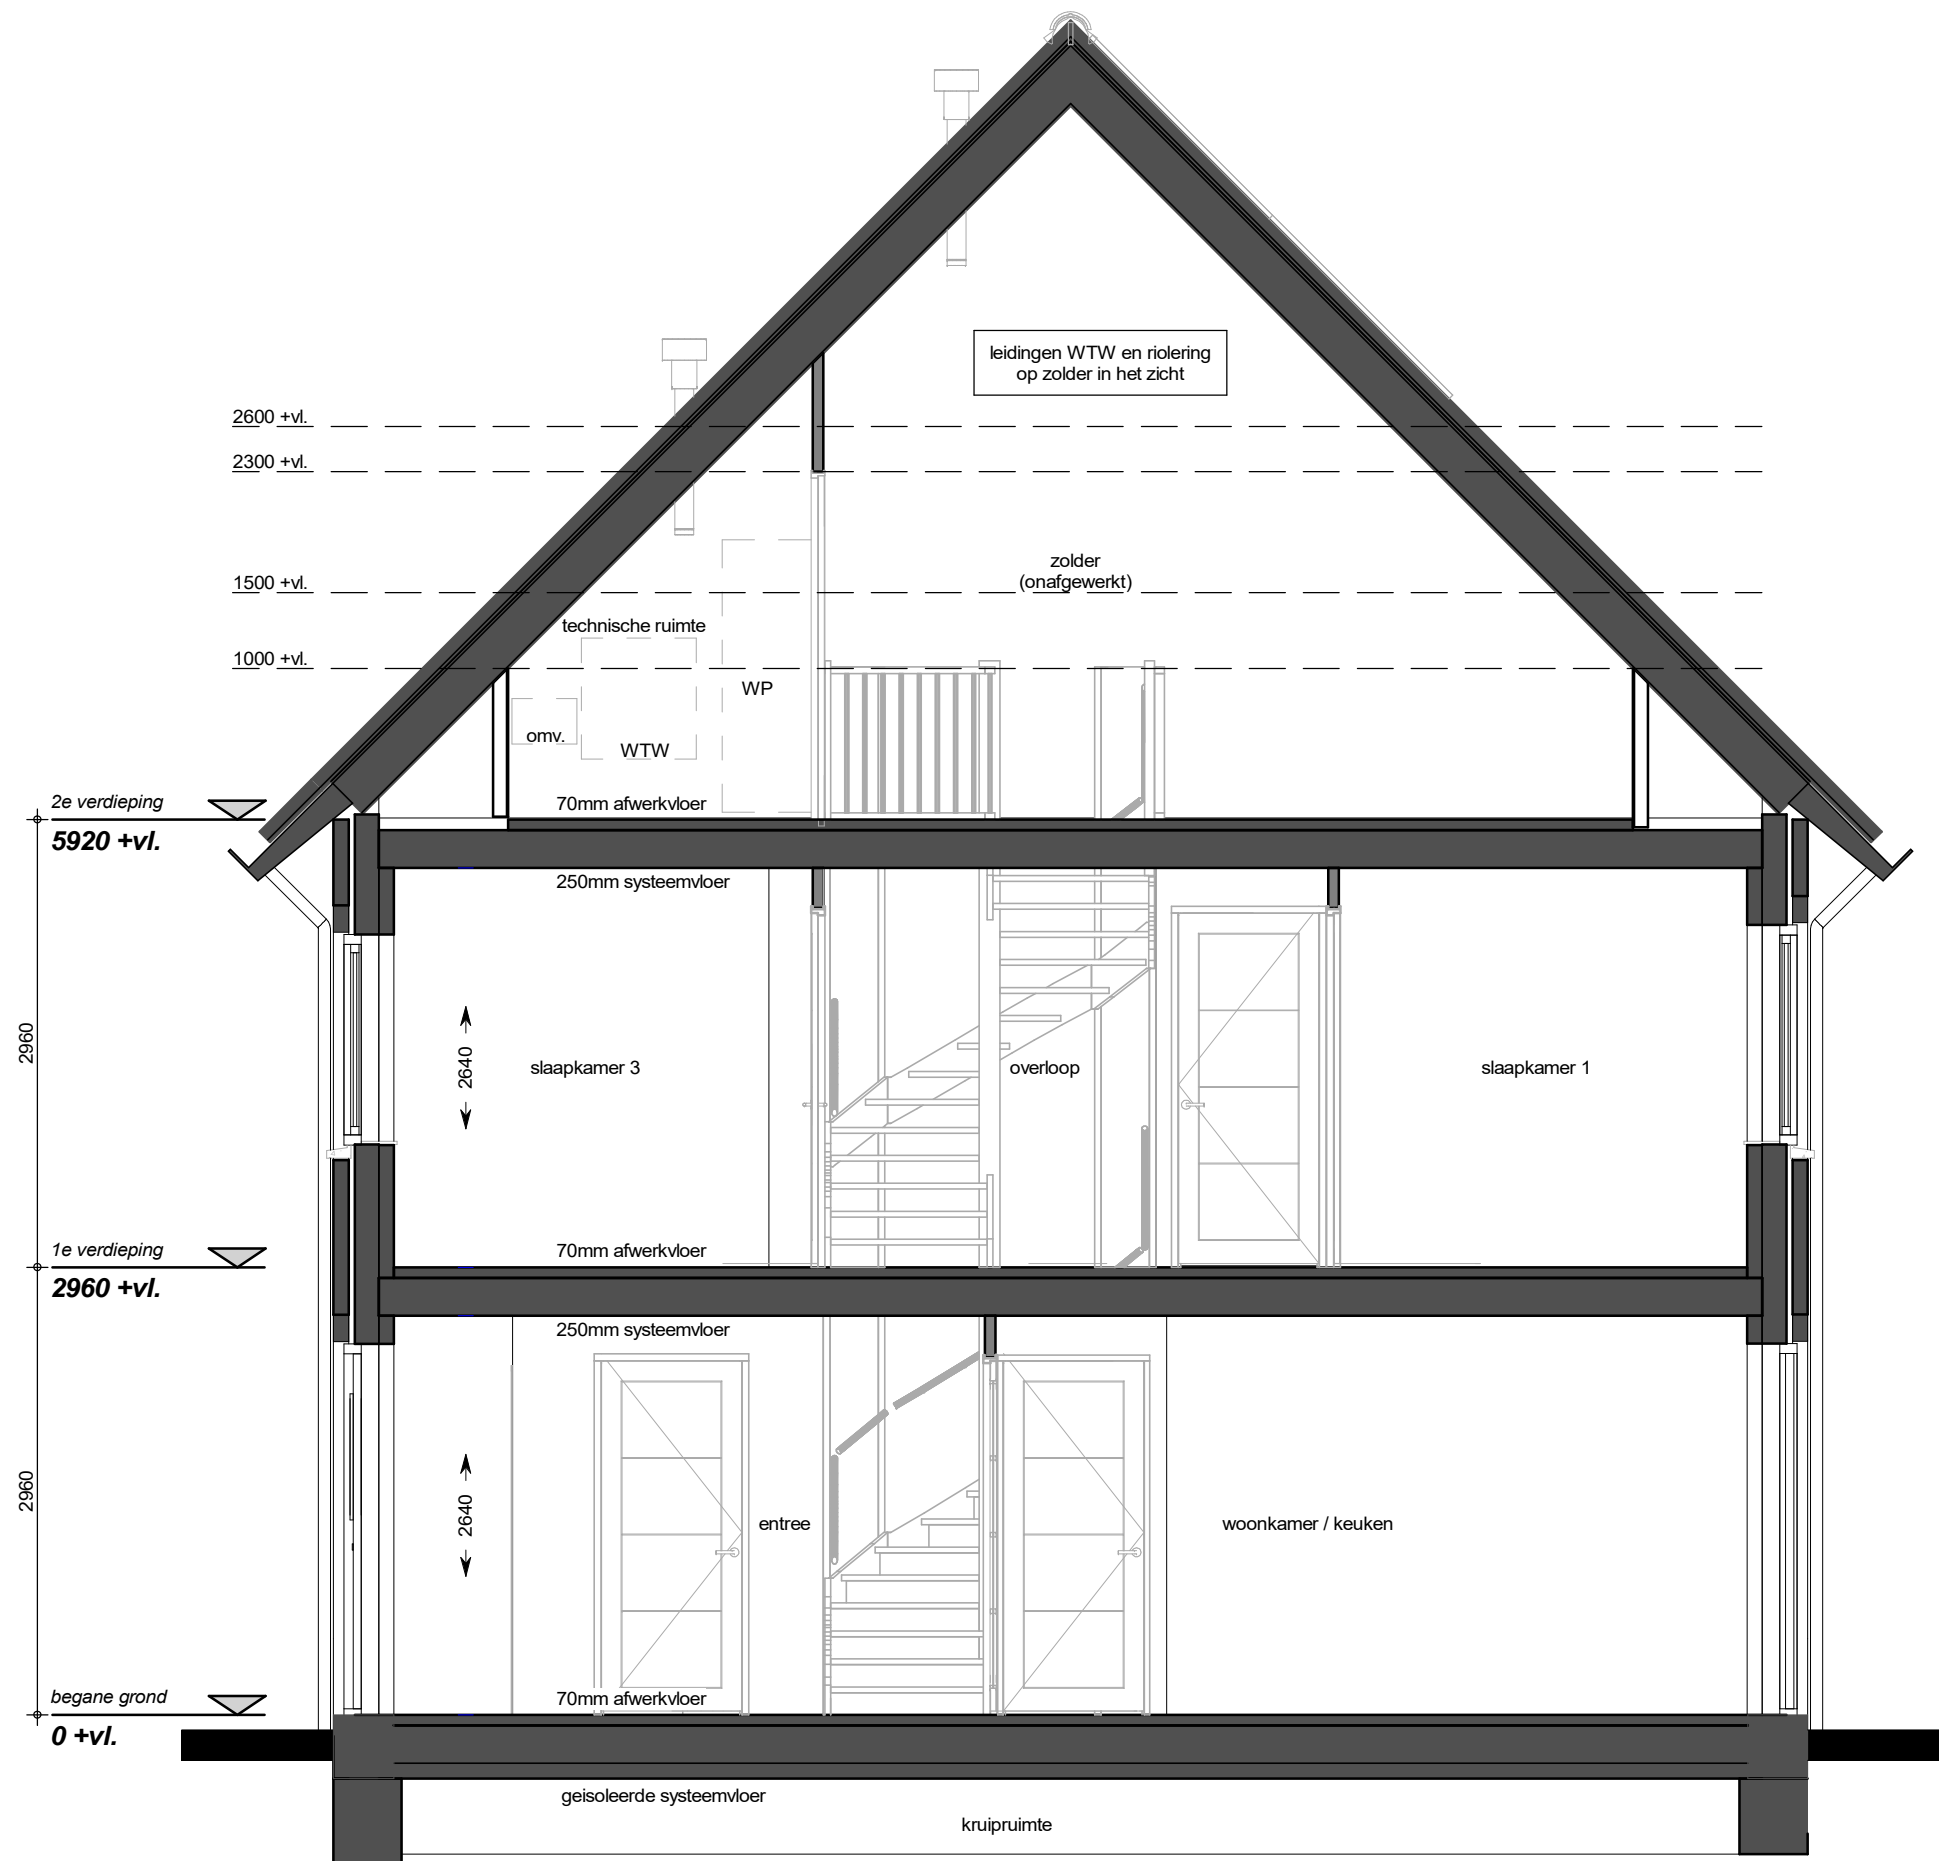 leidingen WTW en riolering
op zolder in het zicht
2600 +vl.
2300 +vl.
zolder
(onafgewerkt)
1500 +vl.
technische ruimte
1000 +vl.
WP
omv.
WTW
2e verdieping
70mm afwerkvloer
5920 +vl.
250mm systeemvloer
2960
2640
slaapkamer 3
overloop
slaapkamer 1
1e verdieping
70mm afwerkvloer
2960 +vl.
250mm systeemvloer
2960
2640
entree
woonkamer / keuken
begane grond
70mm afwerkvloer
0 +vl.
geisoleerde systeemvloer
kruipruimte